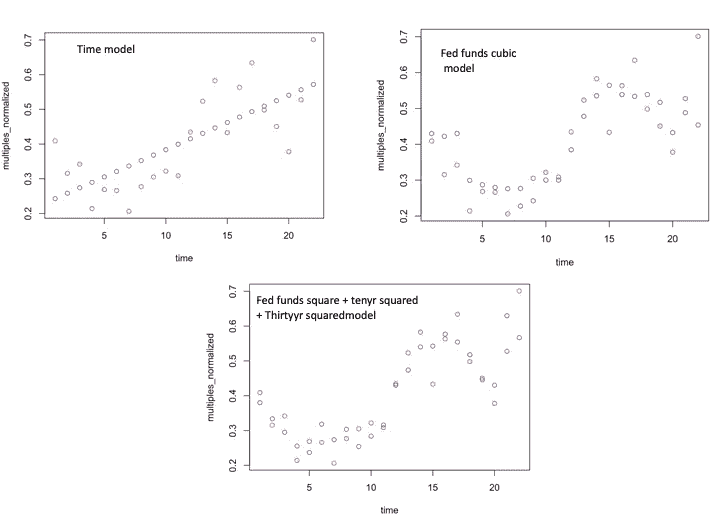 Time model
multiples_normalized
0.7
0.6
0.5
0.4
0.3
0.2
5
10
15
20
time
Fed funds cubic
model
multiples_normalized
0.7
0.6
0.5
0.4
0.3
0.2
5
10
15
20
time
Fed funds square + tenyr squared
+ Thirtyyr squaredmodel
multiples_normalized
0.7
0.6
0.5
0.4
0.3
0.2
5
10
15
20
time